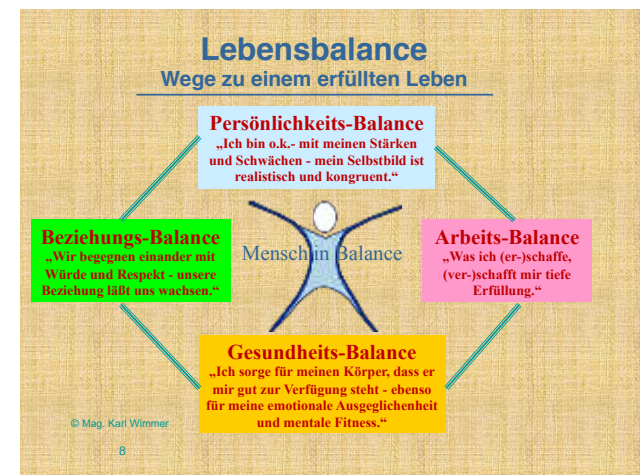 Lebensbalance
Wege zu einem erfüllten Leben
Persönlichkeits-Balance
„Ich bin o.k.- mit meinen Stärken
und Schwächen - mein Selbstbild ist
realistisch und kongruent.“
Beziehungs-Balance
„Wir begegnen einander mit
Würde und Respekt - unsere
Beziehung läßt uns wachsen.“
Mensch in Balance
Arbeits-Balance
„Was ich (er-)schaffe,
(ver-)schafft mir tiefe
Erfüllung.“
Gesundheits-Balance
„Ich sorge für meinen Körper, dass er
mir gut zur Verfügung steht - ebenso
für meine emotionale Ausgeglichenheit
und mentale Fitness.“
© Mag. Karl Wimmer
8